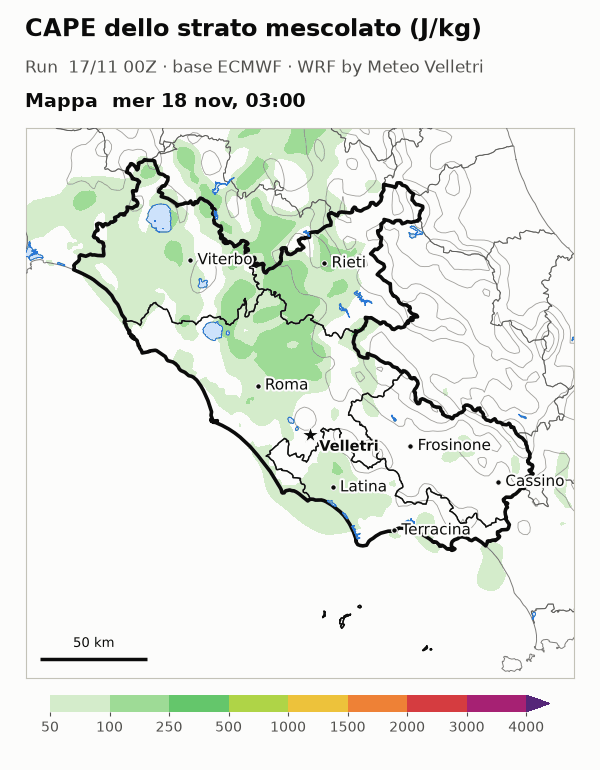 CAPE dello strato mescolato (J/kg)
Run 17/11 00Z · base ECMWF · WRF by Meteo Velletri
Mappa mer 18 nov, 03:00
Viterbo
Rieti
Roma
Velletri
Frosinone
Latina
Cassino
Terracina
50 km
50 100 250 500 1000 1500 2000 3000 4000